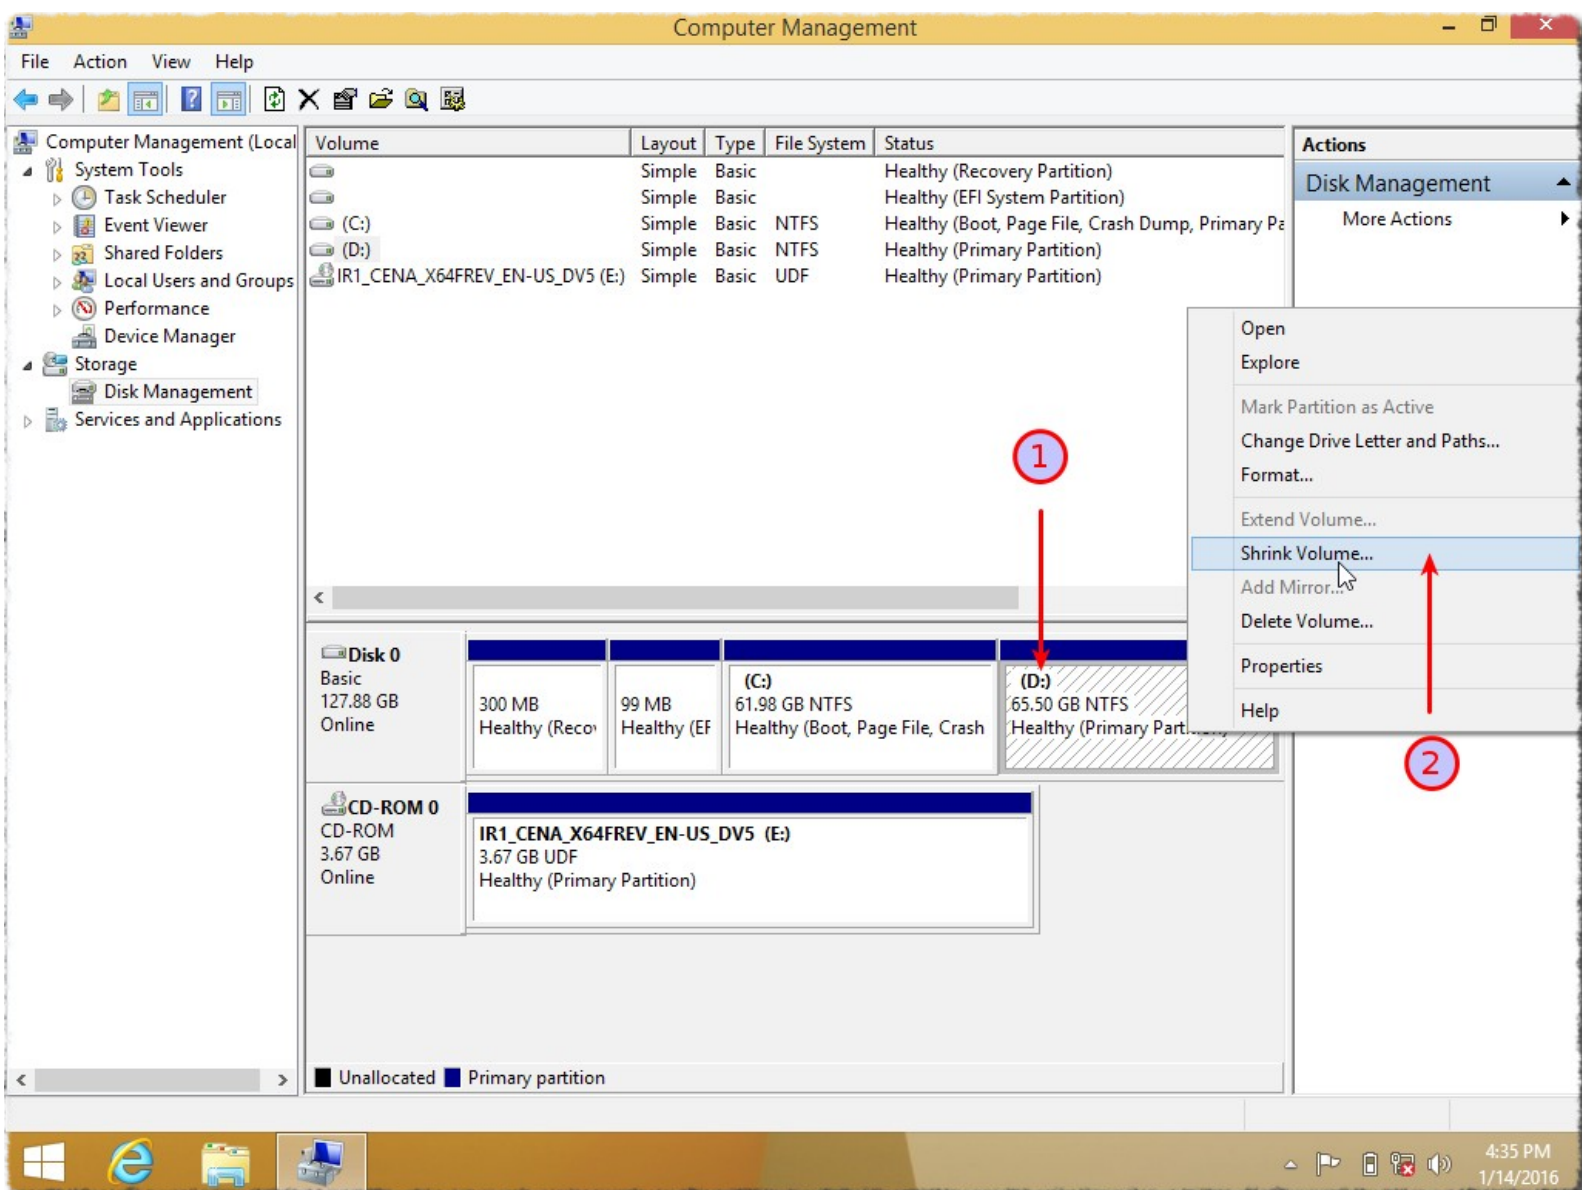 Computer Management
File Action View Help
Computer Management (Local
System Tools
Task Scheduler
Event Viewer
Shared Folders
Local Users and Groups
Performance
Device Manager
Storage
Disk Management
Services and Applications
Volume Layout Type File System Status
Simple Basic Healthy (Recovery Partition)
Simple Basic Healthy (EFI System Partition)
(C:) Simple Basic NTFS Healthy (Boot, Page File, Crash Dump, Primary Pa
(D:) Simple Basic NTFS Healthy (Primary Partition)
IR1_CENA_X64FREV_EN-US_DV5 (E:) Simple Basic UDF Healthy (Primary Partition)
Actions
Disk Management
More Actions
Open
Explore
Mark Partition as Active
Change Drive Letter and Paths...
Format...
Extend Volume...
Shrink Volume...
Add Mirror...
Delete Volume...
Properties
Help
1
2
Disk 0
Basic
127.88 GB
Online
300 MB
Healthy (Reco
99 MB
Healthy (EF
(C:)
61.98 GB NTFS
Healthy (Boot, Page File, Crash
(D:)
65.50 GB NTFS
Healthy (Primary
CD-ROM 0
CD-ROM
3.67 GB
Online
IR1_CENA_X64FREV_EN-US_DV5 (E:)
3.67 GB UDF
Healthy (Primary Partition)
Unallocated Primary partition
4:35 PM
1/14/2016